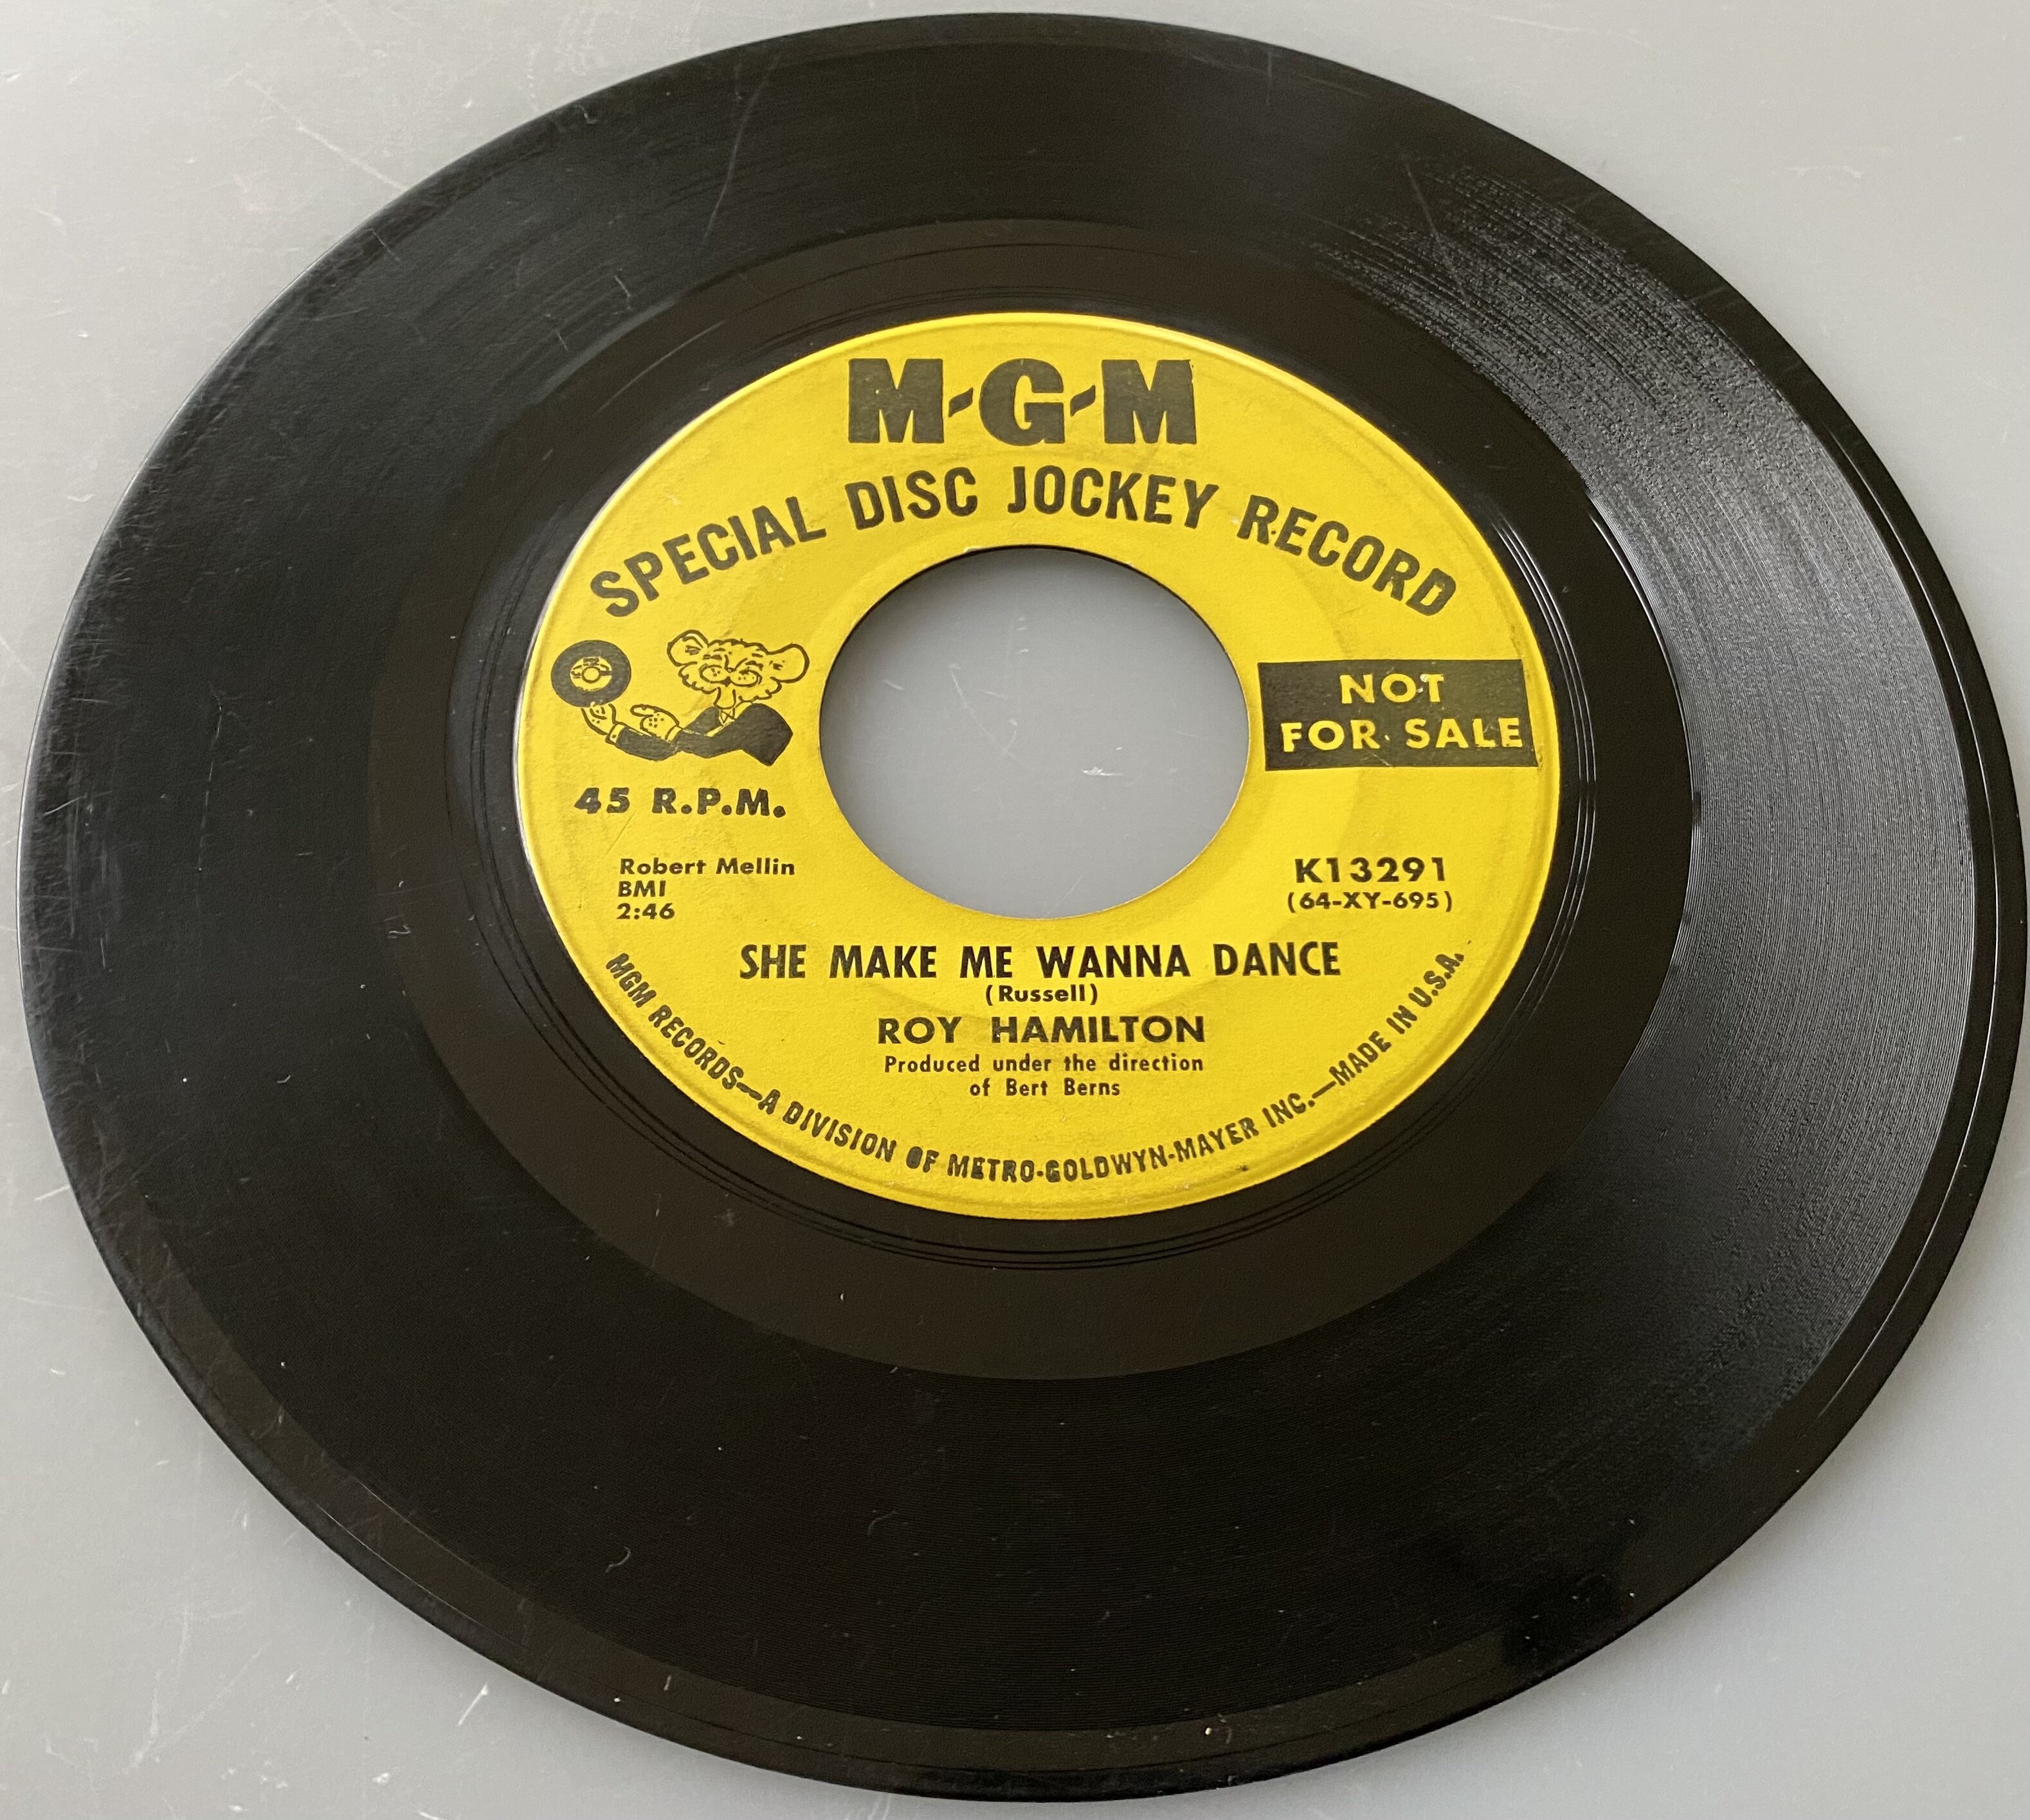 M-G-M
SPECIAL DISC JOCKEY RECORD
NOT
FOR SALE
45 R.P.M.
Robert Mellin
BMI
2:46
K13291
(64-XY-695)
SHE MAKE ME WANNA DANCE
(Russell)
ROY HAMILTON
Produced under the direction
of Bert Berns
MGM RECORDS—A DIVISION OF METRO-GOLDWYN-MAYER INC.—MADE IN U.S.A.